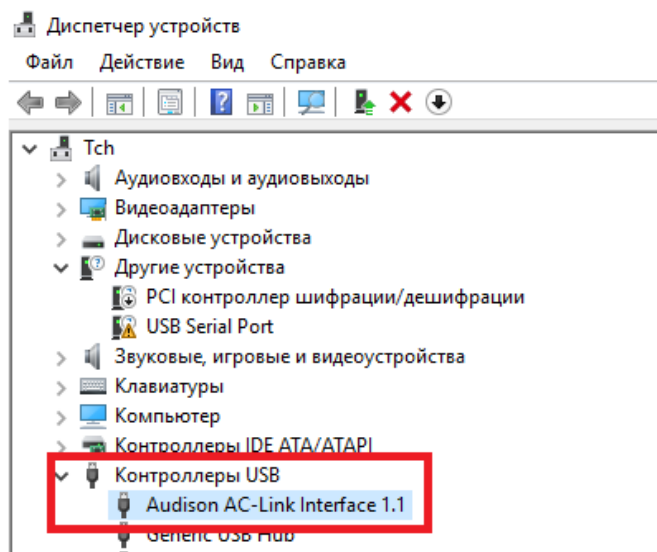 Диспетчер устройств
Файл Действие Вид Справка
Tch
Аудиовходы и аудиовыходы
Видеоадаптеры
Дисковые устройства
Другие устройства
PCI контроллер шифрации/дешифрации
USB Serial Port
Звуковые, игровые и видеоустройства
Клавиатуры
Компьютер
Контроллеры IDE ATA/ATAPI
Контроллеры USB
Audison AC-Link Interface 1.1
Generic USB Hub